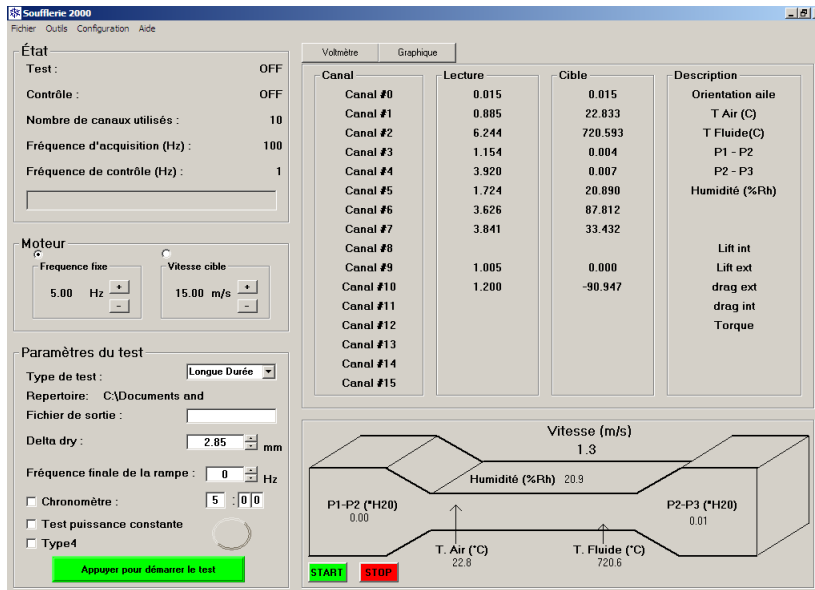 Soufflerie 2000
Fichier Outils Configuration Aide
État
Test : OFF
Contrôle : OFF
Nombre de canaux utilisés : 10
Fréquence d'acquisition (Hz) : 100
Fréquence de contrôle (Hz) : 1
Moteur
Frequence fixe
5.00 Hz + -
Vitesse cible
15.00 m/s + -
Paramètres du test
Type de test : Longue Durée
Repertoire: C:\Documents and
Fichier de sortie :
Delta dry : 2.85 mm
Fréquence finale de la rampe : 0 Hz
Chronomètre : 5 : 0 0
Test puissance constante
Type4
Appuyer pour démarrer le test
Voltmètre Graphique
Canal Lecture Cible Description
Canal #0 0.015 0.015 Orientation aile
Canal #1 0.885 22.833 T Air (C)
Canal #2 6.244 720.593 T Fluide(C)
Canal #3 1.154 0.004 P1 - P2
Canal #4 3.920 0.007 P2 - P3
Canal #5 1.724 20.890 Humidité (%Rh)
Canal #6 3.626 87.812
Canal #7 3.841 33.432
Canal #8 Lift int
Canal #9 1.005 0.000 Lift ext
Canal #10 1.200 -90.947 drag ext
Canal #11 drag int
Canal #12 Torque
Canal #13
Canal #14
Canal #15
Vitesse (m/s)
1.3
Humidité (%Rh) 20.9
P1-P2 ("H20)
0.00
P2-P3 ("H20)
0.01
T. Air (°C)
22.8
T. Fluide (°C)
720.6
START STOP